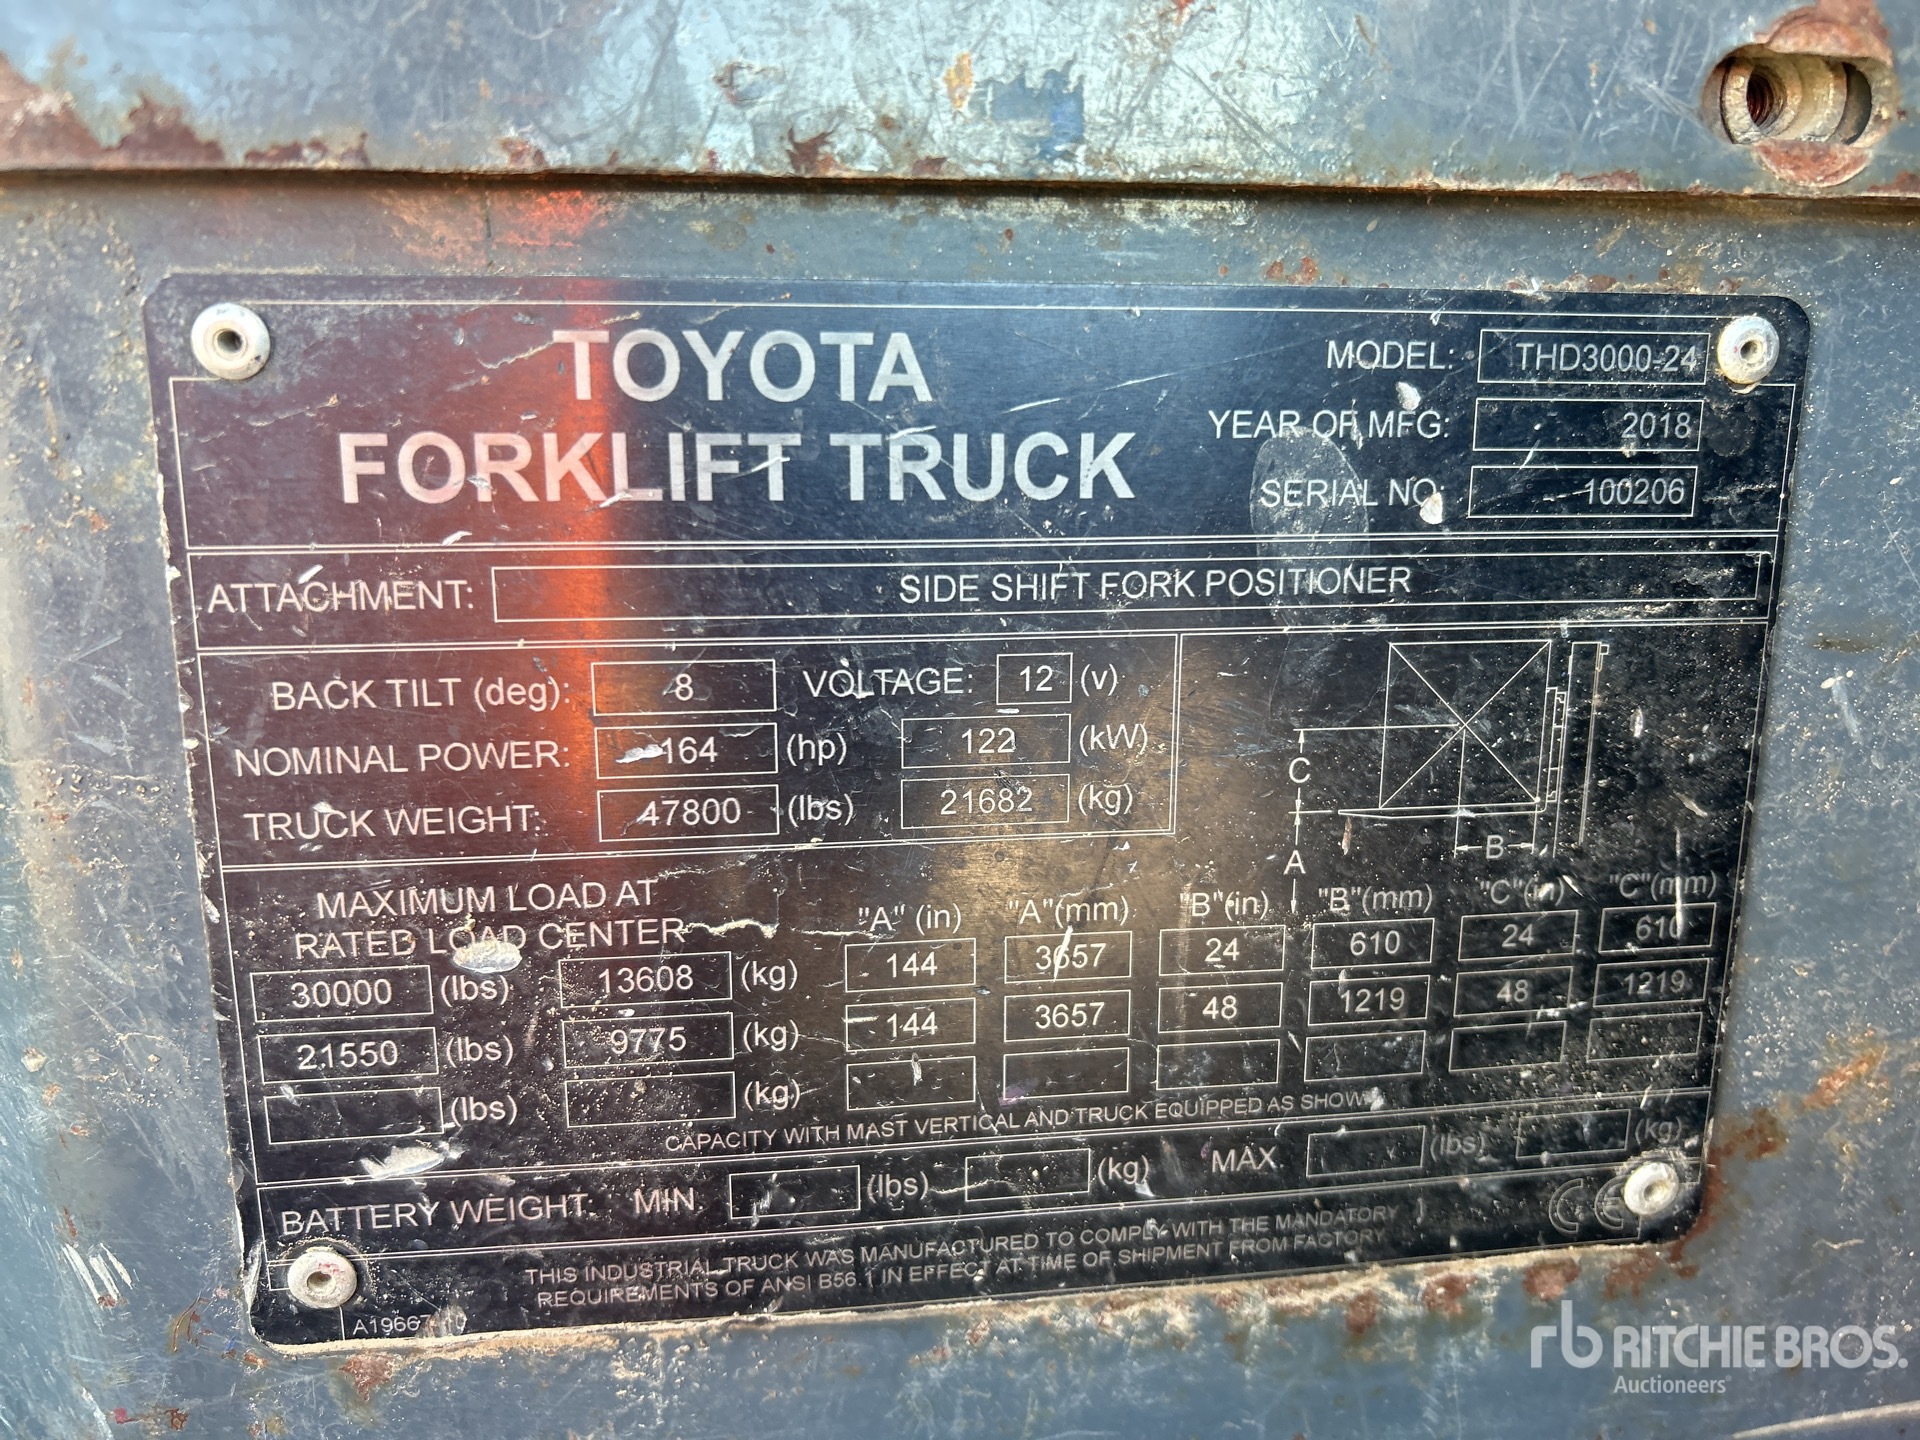 TOYOTA
FORKLIFT TRUCK
MODEL: THD3000-24
YEAR OF MFG: 2018
SERIAL NO: 100206
ATTACHMENT: SIDE SHIFT FORK POSITIONER
BACK TILT (deg): 8 VOLTAGE: 12 (v)
NOMINAL POWER: 164 (hp) 122 (kW)
TRUCK WEIGHT: 47800 (lbs) 21682 (kg)
C
B
A
MAXIMUM LOAD AT
RATED LOAD CENTER
"A" (in) "A"(mm) "B"(in) "B"(mm) "C"(in) "C"(mm)
30000 (lbs) 13608 (kg) 144 3657 24 610 24 610
21550 (lbs) 9775 (kg) 144 3657 48 1219 48 1219
(lbs) (kg)
CAPACITY WITH MAST VERTICAL AND TRUCK EQUIPPED AS SHOWN
BATTERY WEIGHT: MIN. (lbs) (kg) MAX. (lbs) (kg)
THIS INDUSTRIAL TRUCK WAS MANUFACTURED TO COMPLY WITH THE MANDATORY
REQUIREMENTS OF ANSI B56.1 IN EFFECT AT TIME OF SHIPMENT FROM FACTORY
CE
rb RITCHIE BROS.
Auctioneers